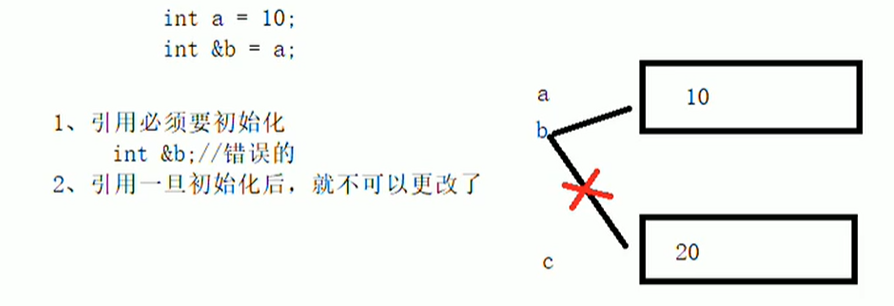 int a = 10;
int &b = a;
1、引用必须要初始化
int &b;//错误的
2、引用一旦初始化后，就不可以更改了
a
10
b
c
20